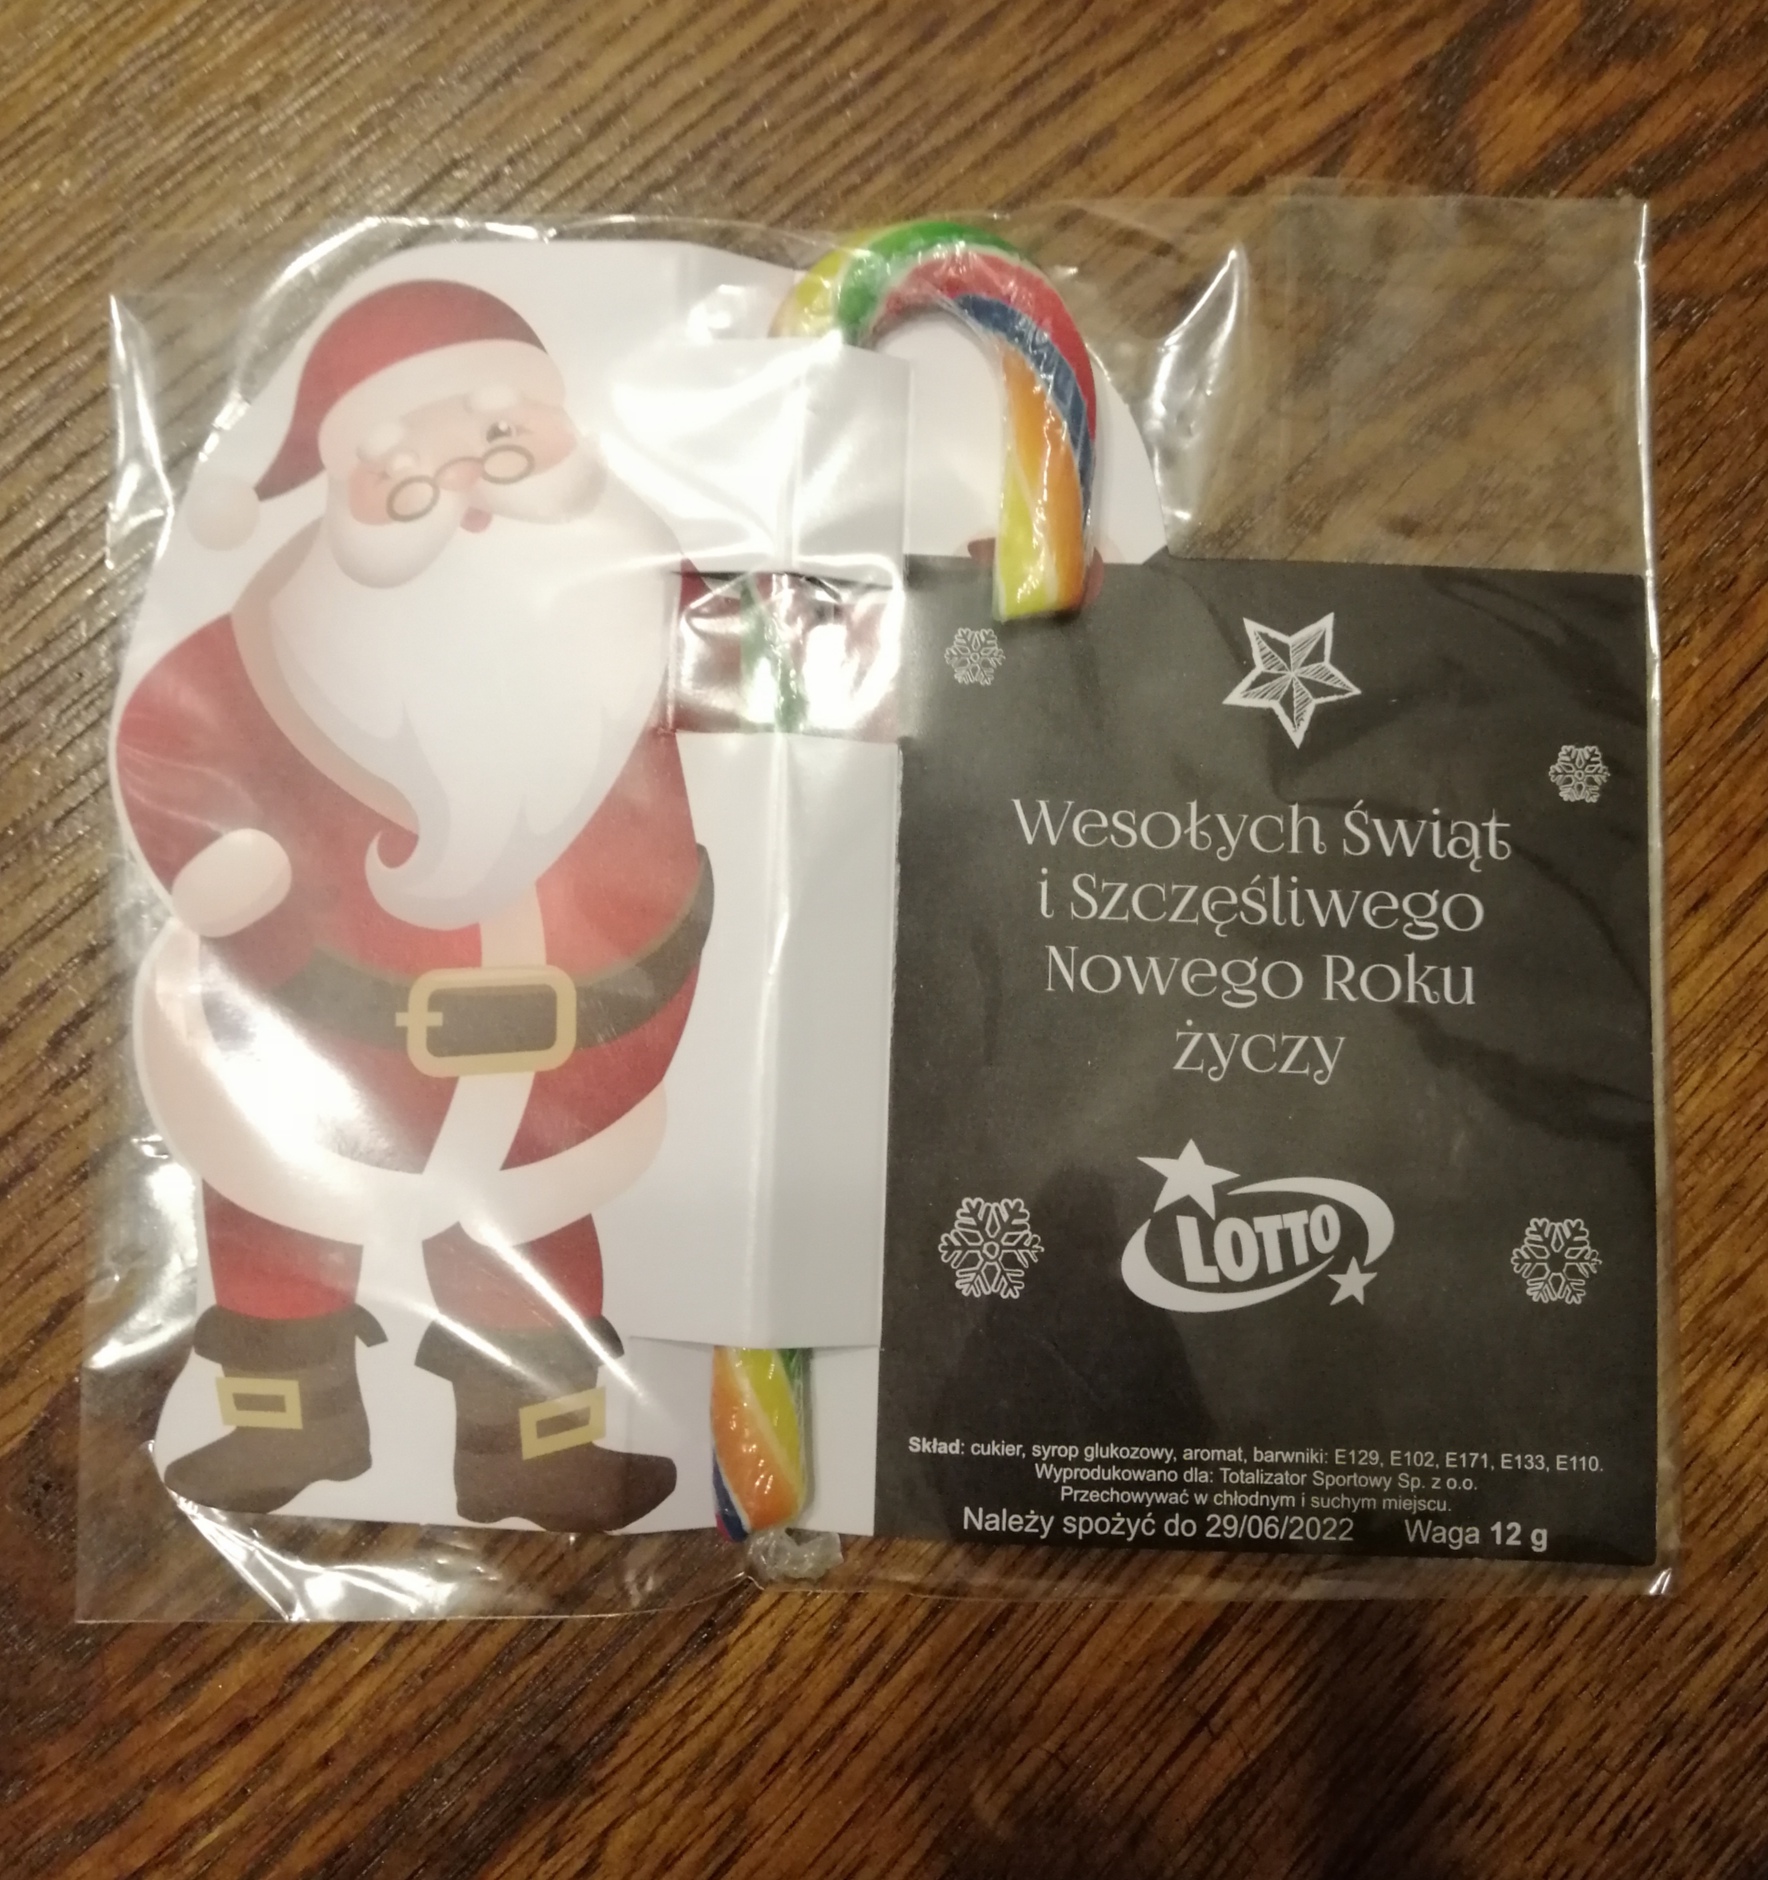 Wesołych Świąt
i Szczęśliwego
Nowego Roku
życzy
LOTTO
Skład: cukier, syrop glukozowy, aromat, barwniki: E129, E102, E171, E133, E110.
Wyprodukowano dla: Totalizator Sportowy Sp. z o.o.
Przechowywać w chłodnym i suchym miejscu.
Należy spożyć do 29/06/2022 Waga 12 g